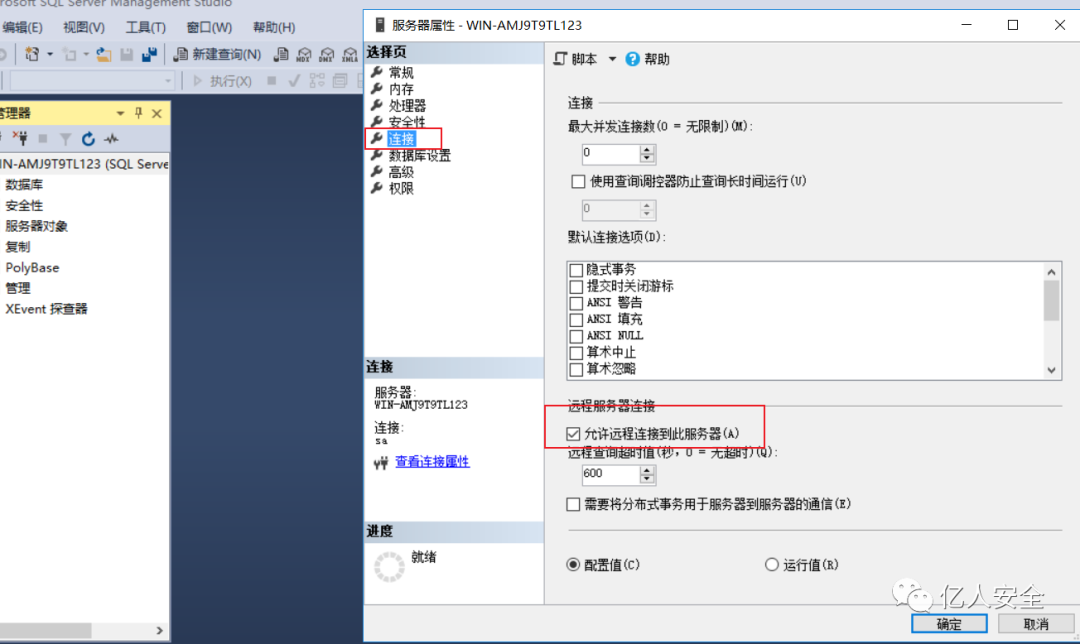 rosoft SQL Server Management Studio
编辑(E) 视图(V) 工具(T) 窗口(W) 帮助(H)
新建查询(N) MDX DMX XMLA
执行(X)
管理器
IN-AMJ9T9TL123 (SQL Serve
数据库
安全性
服务器对象
复制
PolyBase
管理
XEvent 探查器
服务器属性 - WIN-AMJ9T9TL123
选择页
常规
内存
处理器
安全性
连接
数据库设置
高级
权限
连接
服务器:
WIN-AMJ9T9TL123
连接:
sa
查看连接属性
进度
就绪
脚本 帮助
连接
最大并发连接数(0 = 无限制)(M):
0
使用查询调控器防止查询长时间运行(U)
0
默认连接选项(D):
隐式事务
提交时关闭游标
ANSI 警告
ANSI 填充
ANSI NULL
算术中止
算术忽略
远程服务器连接
允许远程连接到此服务器(A)
远程查询超时值(秒，0 = 无超时)(Q):
600
需要将分布式事务用于服务器到服务器的通信(E)
配置值(C) 运行值(R)
亿人安全
确定 取消